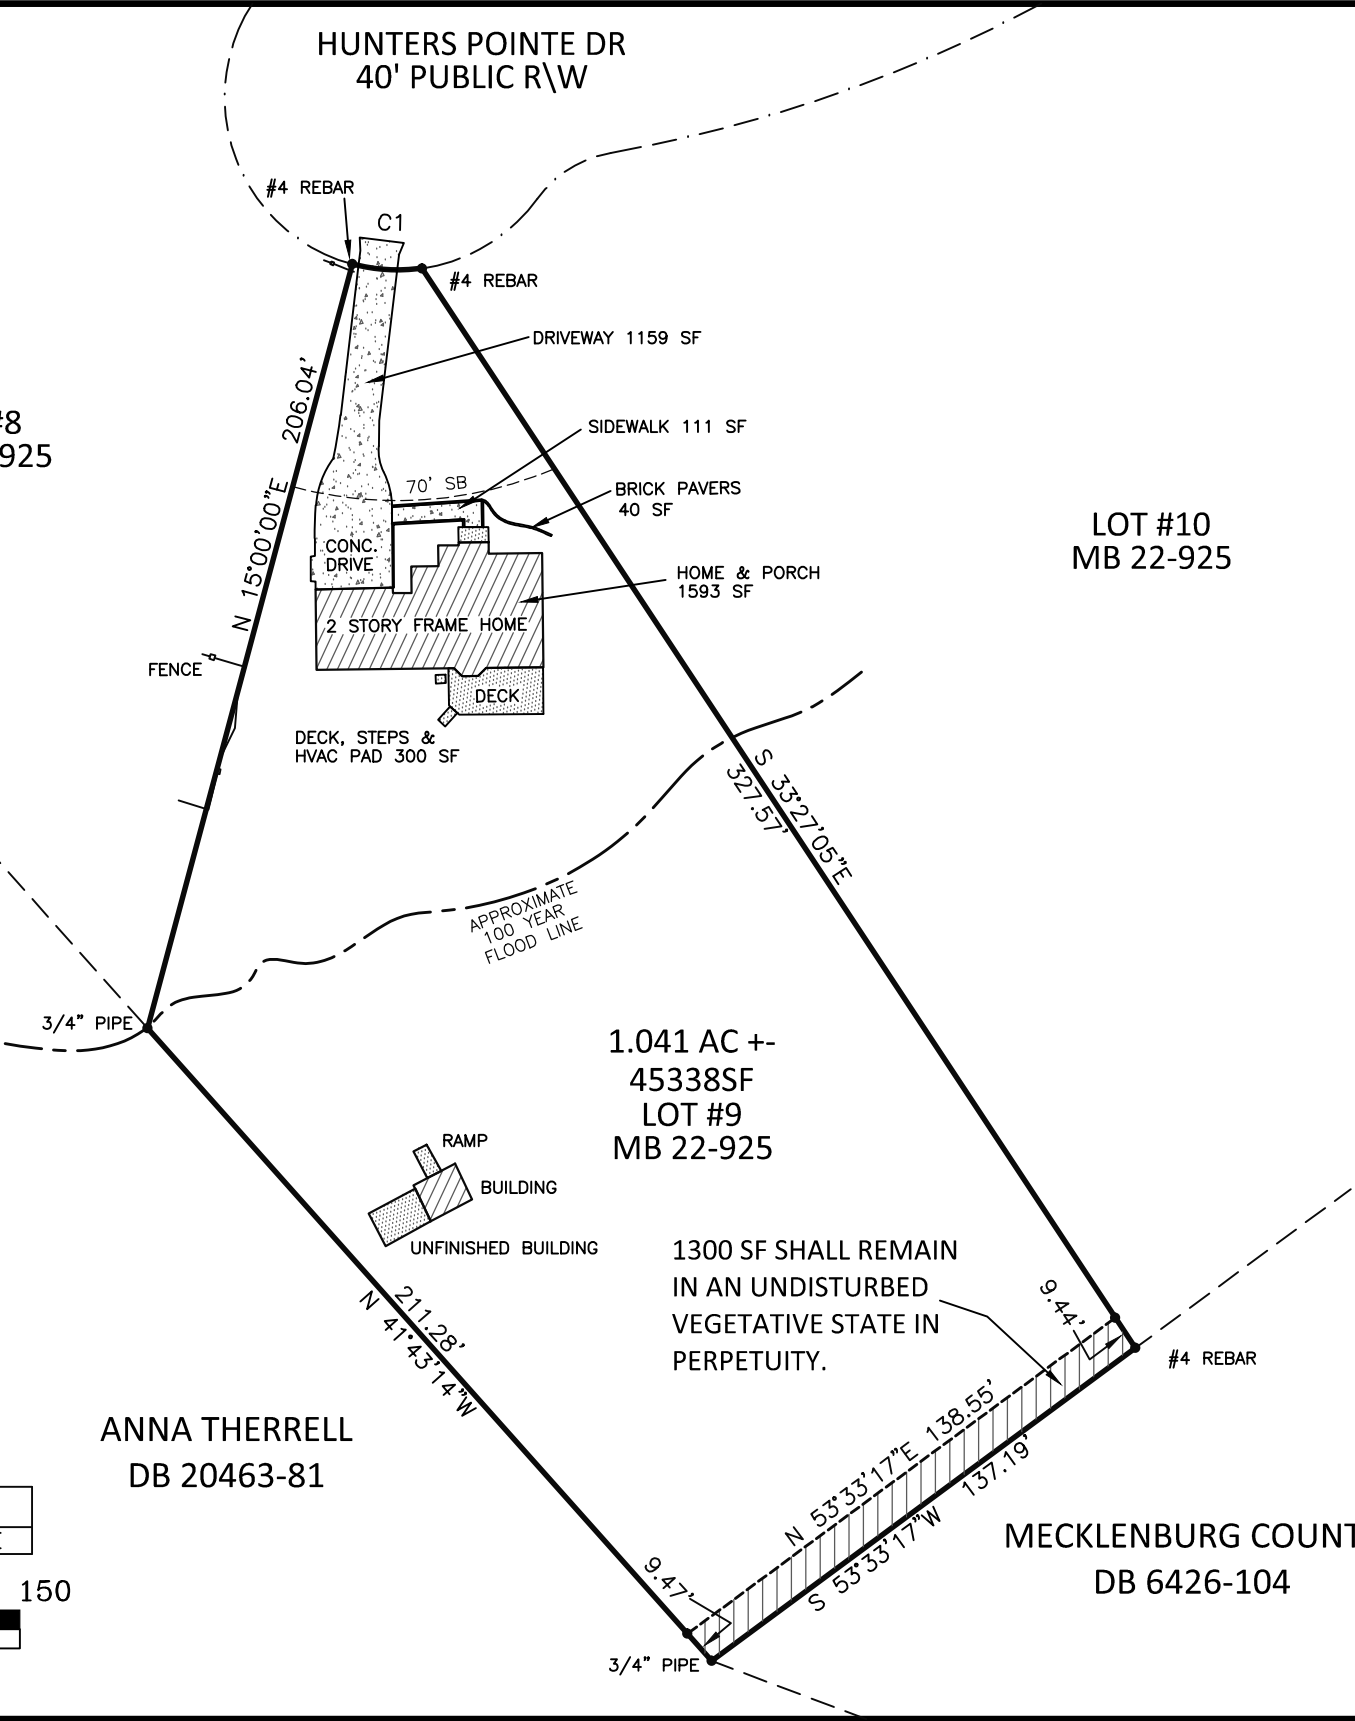 HUNTERS POINTE DR
40' PUBLIC R\W
#4 REBAR
C1
#4 REBAR
DRIVEWAY 1159 SF
206.04'
N 15°00'00"E
#8
925
SIDEWALK 111 SF
70' SB
BRICK PAVERS
40 SF
LOT #10
MB 22-925
CONC.
DRIVE
HOME & PORCH
1593 SF
2 STORY FRAME HOME
FENCE
DECK
DECK, STEPS &
HVAC PAD 300 SF
S 33°27'05"E
327.57'
APPROXIMATE
100 YEAR
FLOOD LINE
3/4" PIPE
1.041 AC +-
45338SF
LOT #9
MB 22-925
RAMP
BUILDING
UNFINISHED BUILDING
1300 SF SHALL REMAIN
IN AN UNDISTURBED
VEGETATIVE STATE IN
PERPETUITY.
9.44'
#4 REBAR
211.28'
N 41°43'14"W
N 53°33'17"E 138.55'
S 53°33'17"W 137.19'
ANNA THERRELL
DB 20463-81
MECKLENBURG COUNT
DB 6426-104
9.47'
3/4" PIPE
150